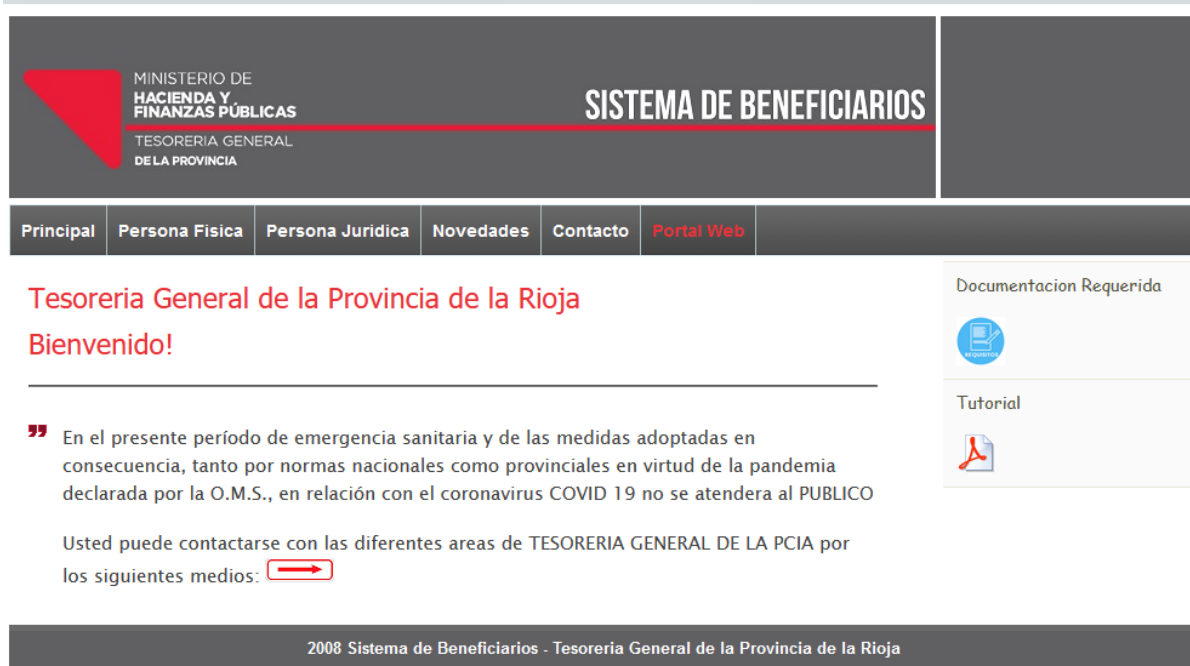 MINISTERIO DE
HACIENDA Y
FINANZAS PÚBLICAS
TESORERIA GENERAL
DE LA PROVINCIA
SISTEMA DE BENEFICIARIOS
Principal Persona Fisica Persona Juridica Novedades Contacto Portal Web
Tesoreria General de la Provincia de la Rioja
Bienvenido!
En el presente período de emergencia sanitaria y de las medidas adoptadas en
consecuencia, tanto por normas nacionales como provinciales en virtud de la pandemia
declarada por la O.M.S., en relación con el coronavirus COVID 19 no se atendera al PUBLICO
Usted puede contactarse con las diferentes areas de TESORERIA GENERAL DE LA PCIA por
los siguientes medios:
Documentacion Requerida
REQUISITOS
Tutorial
2008 Sistema de Beneficiarios - Tesoreria General de la Provincia de la Rioja